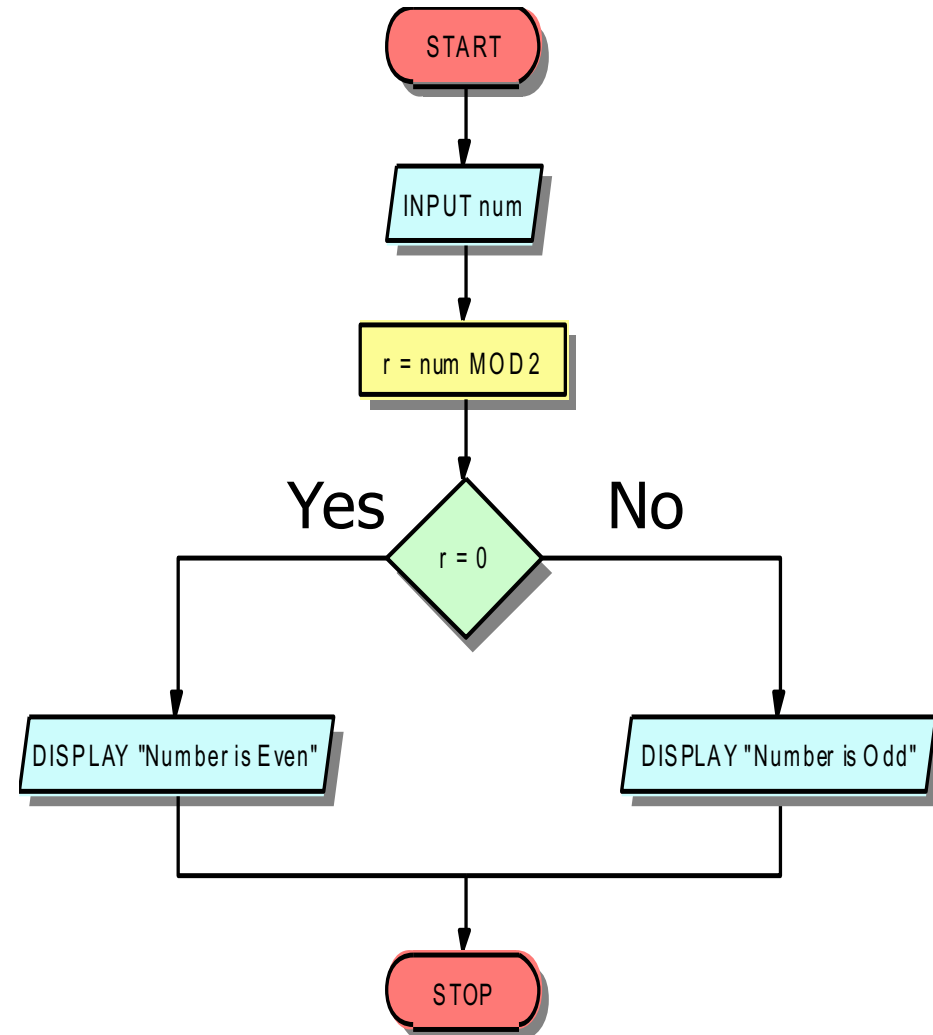 START
INPUT num
r = num MOD 2
Yes
No
r = 0
DISPLAY "Number is Even"
DISPLAY "Number is Odd"
STOP